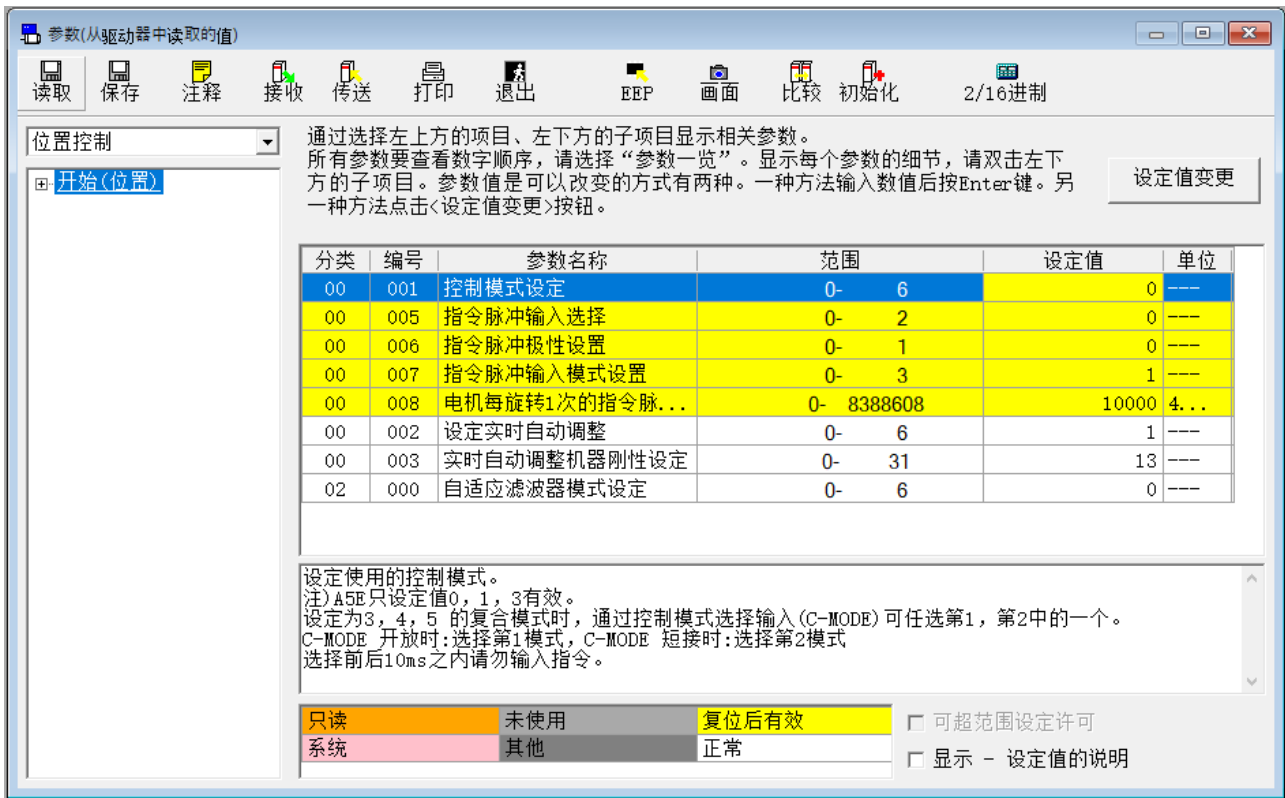 参数(从驱动器中读取的值)
读取 保存 注释 接收 传送 打印 退出 EEP 画面 比较 初始化 2/16进制
位置控制
开始(位置)
通过选择左上方的项目、左下方的子项目显示相关参数。
所有参数要查看数字顺序，请选择“参数一览”。显示每个参数的细节，请双击左下
方的子项目。参数值是可以改变的方式有两种。一种方法输入数值后按Enter键。另
一种方法点击<设定值变更>按钮。
设定值变更
分类 编号 参数名称 范围 设定值 单位
00 001 控制模式设定 0- 6 0 ---
00 005 指令脉冲输入选择 0- 2 0 ---
00 006 指令脉冲极性设置 0- 1 0 ---
00 007 指令脉冲输入模式设置 0- 3 1 ---
00 008 电机每旋转1次的指令脉... 0- 8388608 10000 4...
00 002 设定实时自动调整 0- 6 1 ---
00 003 实时自动调整机器刚性设定 0- 31 13 ---
02 000 自适应滤波器模式设定 0- 6 0 ---
设定使用的控制模式。
注)A5E只设定值0，1，3有效。
设定为3，4，5 的复合模式时，通过控制模式选择输入(C-MODE)可任选第1，第2中的一个。
C-MODE 开放时:选择第1模式，C-MODE 短接时:选择第2模式
选择前后10ms之内请勿输入指令。
只读 未使用 复位后有效
系统 其他 正常
可超范围设定许可
显示 - 设定值的说明